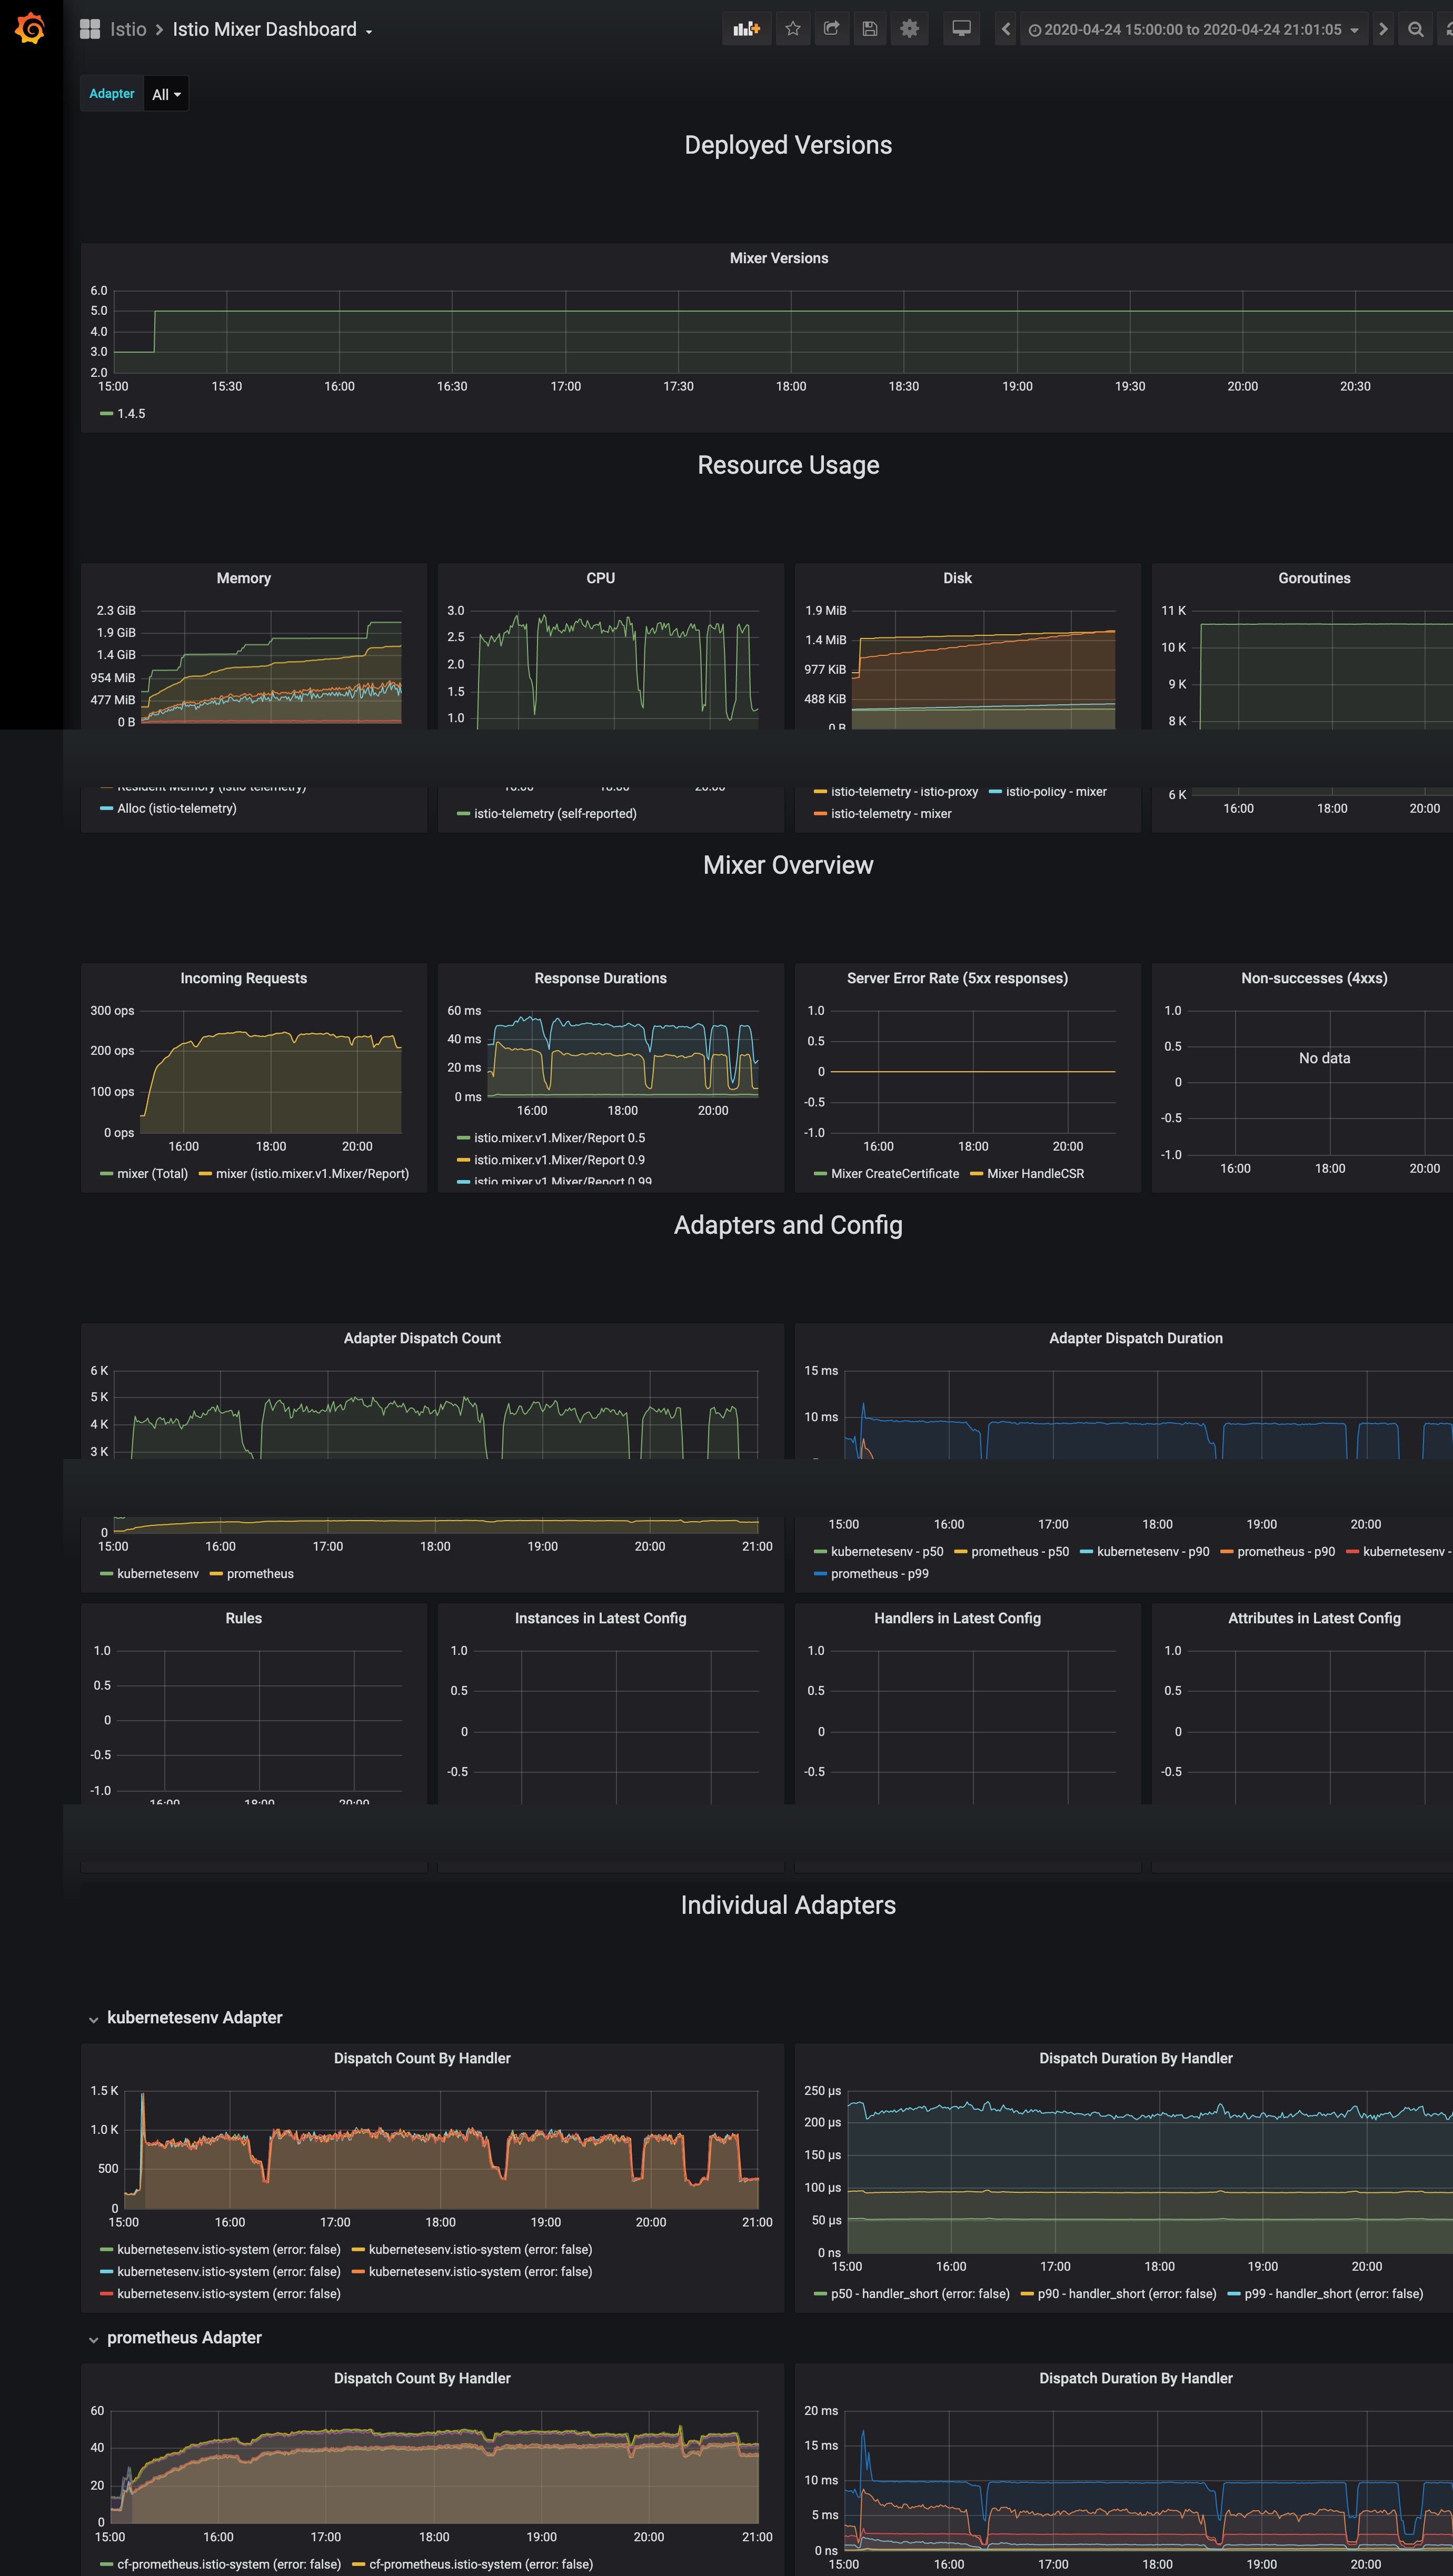 Istio > Istio Mixer Dashboard
2020-04-24 15:00:00 to 2020-04-24 21:01:05
Adapter All
Deployed Versions
Mixer Versions
6.0
5.0
4.0
3.0
2.0
15:00 15:30 16:00 16:30 17:00 17:30 18:00 18:30 19:00 19:30 20:00 20:30
1.4.5
Resource Usage
Memory
2.3 GiB
1.9 GiB
1.4 GiB
954 MiB
477 MiB
0 B
Resident Memory (istio-telemetry)
Alloc (istio-telemetry)
CPU
3.0
2.5
2.0
1.5
1.0
16:00 18:00 20:00
istio-telemetry (self-reported)
Disk
1.9 MiB
1.4 MiB
977 KiB
488 KiB
0 B
istio-telemetry - istio-proxy istio-policy - mixer
istio-telemetry - mixer
Goroutines
11 K
10 K
9 K
8 K
6 K
16:00 18:00 20:00
Mixer Overview
Incoming Requests
300 ops
200 ops
100 ops
0 ops
16:00 18:00 20:00
mixer (Total) mixer (istio.mixer.v1.Mixer/Report)
Response Durations
60 ms
40 ms
20 ms
0 ms
16:00 18:00 20:00
istio.mixer.v1.Mixer/Report 0.5
istio.mixer.v1.Mixer/Report 0.9
istio.mixer.v1.Mixer/Report 0.99
Server Error Rate (5xx responses)
1.0
0.5
0
-0.5
-1.0
16:00 18:00 20:00
Mixer CreateCertificate Mixer HandleCSR
Non-successes (4xxs)
1.0
0.5
0
-0.5
-1.0
No data
16:00 18:00 20:00
Adapters and Config
Adapter Dispatch Count
6 K
5 K
4 K
3 K
0
15:00 16:00 17:00 18:00 19:00 20:00 21:00
kubernetesenv prometheus
Adapter Dispatch Duration
15 ms
10 ms
15:00 16:00 17:00 18:00 19:00 20:00
kubernetesenv - p50 prometheus - p50 kubernetesenv - p90 prometheus - p90 kubernetesenv -
prometheus - p99
Rules
1.0
0.5
0
-0.5
-1.0
16:00 18:00 20:00
Instances in Latest Config
1.0
0.5
0
-0.5
Handlers in Latest Config
1.0
0.5
0
-0.5
Attributes in Latest Config
1.0
0.5
0
-0.5
Individual Adapters
kubernetesenv Adapter
Dispatch Count By Handler
1.5 K
1.0 K
500
0
15:00 16:00 17:00 18:00 19:00 20:00 21:00
kubernetesenv.istio-system (error: false) kubernetesenv.istio-system (error: false)
kubernetesenv.istio-system (error: false) kubernetesenv.istio-system (error: false)
kubernetesenv.istio-system (error: false)
Dispatch Duration By Handler
250 µs
200 µs
150 µs
100 µs
50 µs
0 ns
15:00 16:00 17:00 18:00 19:00 20:00
p50 - handler_short (error: false) p90 - handler_short (error: false) p99 - handler_short (error: false)
prometheus Adapter
Dispatch Count By Handler
60
40
20
0
15:00 16:00 17:00 18:00 19:00 20:00 21:00
cf-prometheus.istio-system (error: false) cf-prometheus.istio-system (error: false)
Dispatch Duration By Handler
20 ms
15 ms
10 ms
5 ms
0 ns
15:00 16:00 17:00 18:00 19:00 20:00